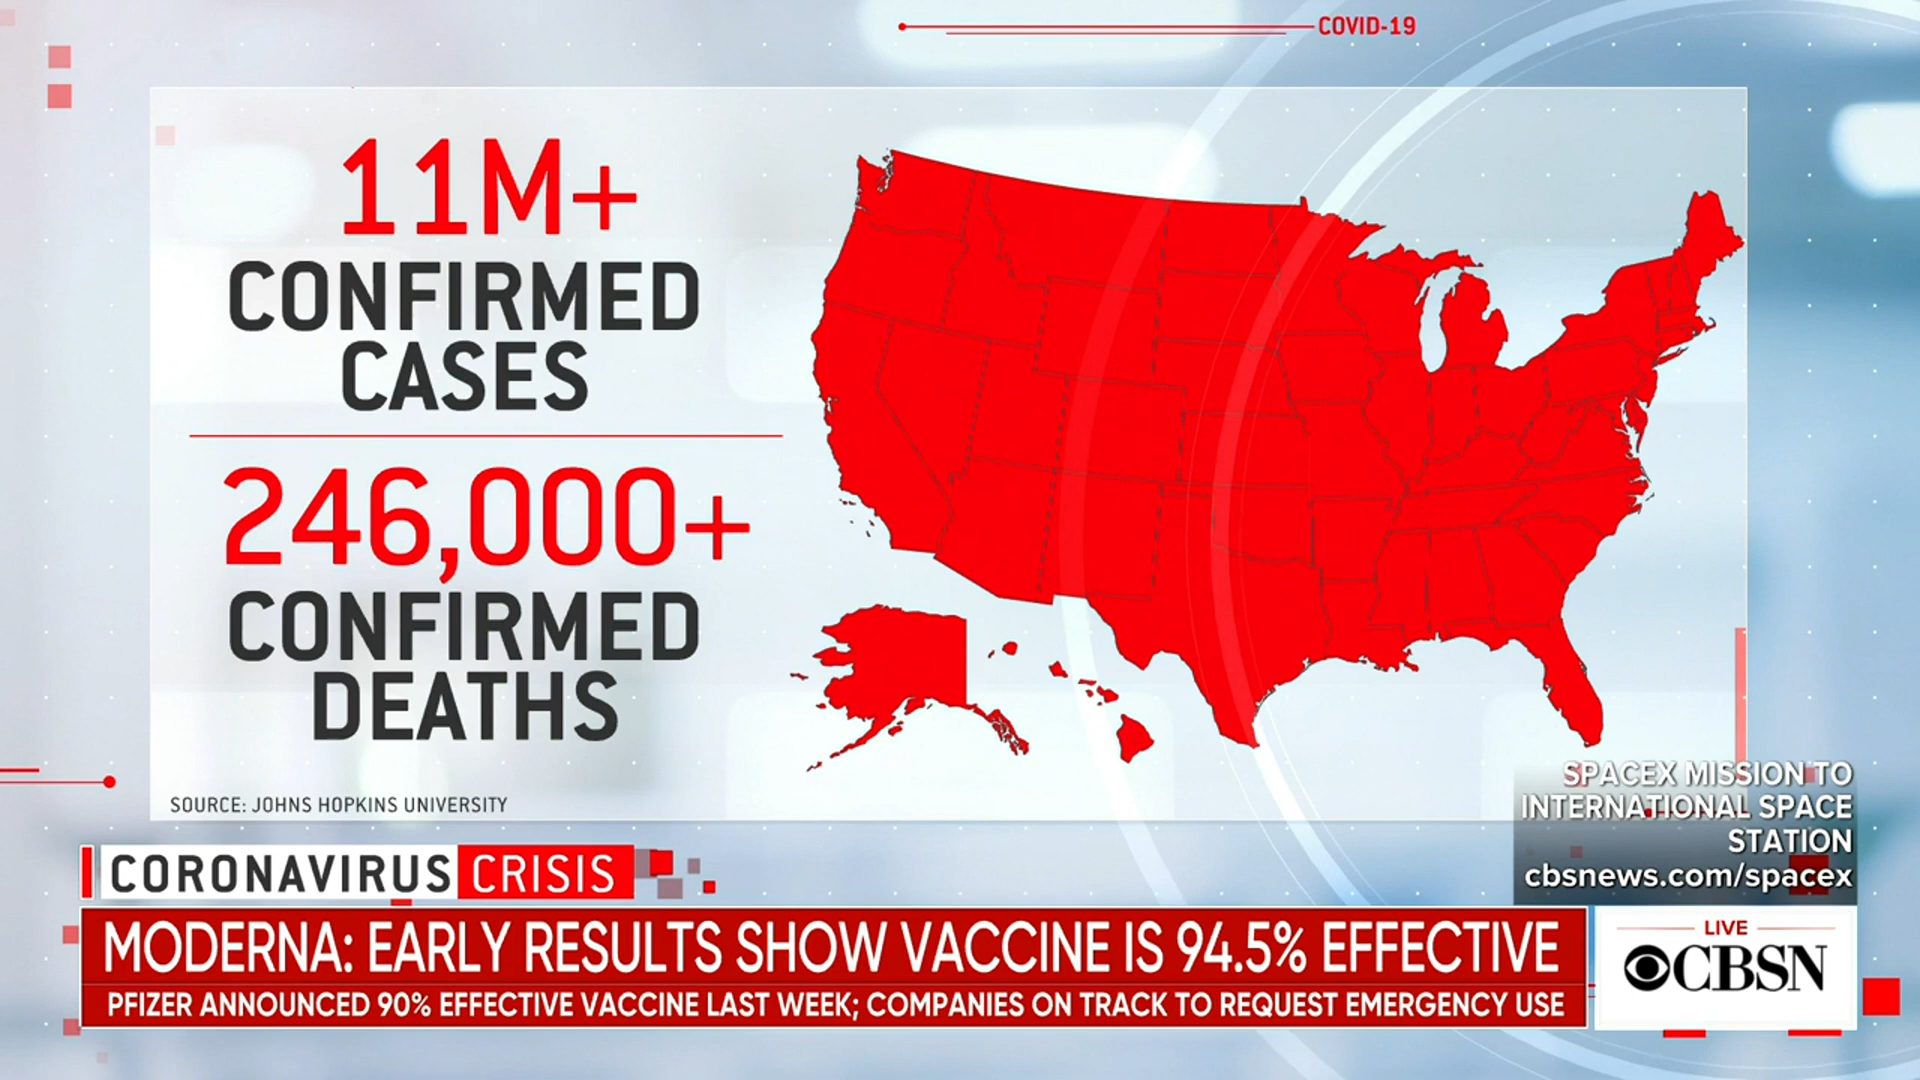 COVID-19
11M+
CONFIRMED
CASES
246,000+
CONFIRMED
DEATHS
SOURCE: JOHNS HOPKINS UNIVERSITY
SPACEX MISSION TO
INTERNATIONAL SPACE
STATION
cbsnews.com/spacex
CORONAVIRUS CRISIS
MODERNA: EARLY RESULTS SHOW VACCINE IS 94.5% EFFECTIVE
PFIZER ANNOUNCED 90% EFFECTIVE VACCINE LAST WEEK; COMPANIES ON TRACK TO REQUEST EMERGENCY USE
LIVE
CBSN